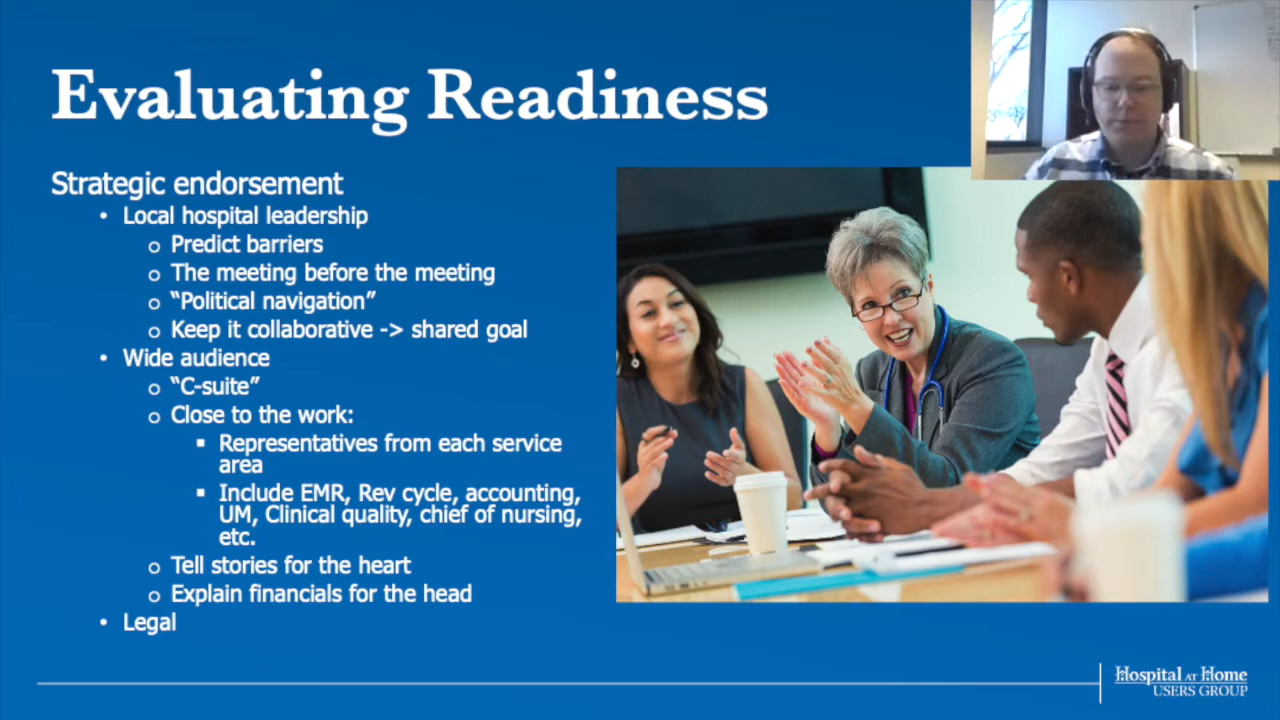 Evaluating Readiness
Strategic endorsement
• Local hospital leadership
o Predict barriers
o The meeting before the meeting
o “Political navigation”
o Keep it collaborative -> shared goal
• Wide audience
o “C-suite”
o Close to the work:
▪ Representatives from each service
area
▪ Include EMR, Rev cycle, accounting,
UM, Clinical quality, chief of nursing,
etc.
o Tell stories for the heart
o Explain financials for the head
• Legal
Hospital at Home
USERS GROUP